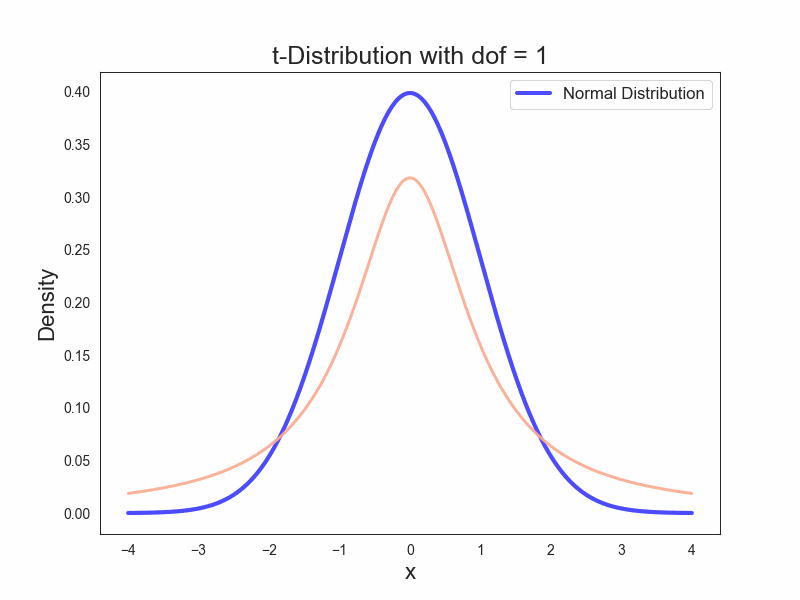 t-Distribution with dof = 1
Normal Distribution
0.40
0.35
0.30
0.25
0.20
0.15
0.10
0.05
0.00
Density
−4 −3 −2 −1 0 1 2 3 4
x